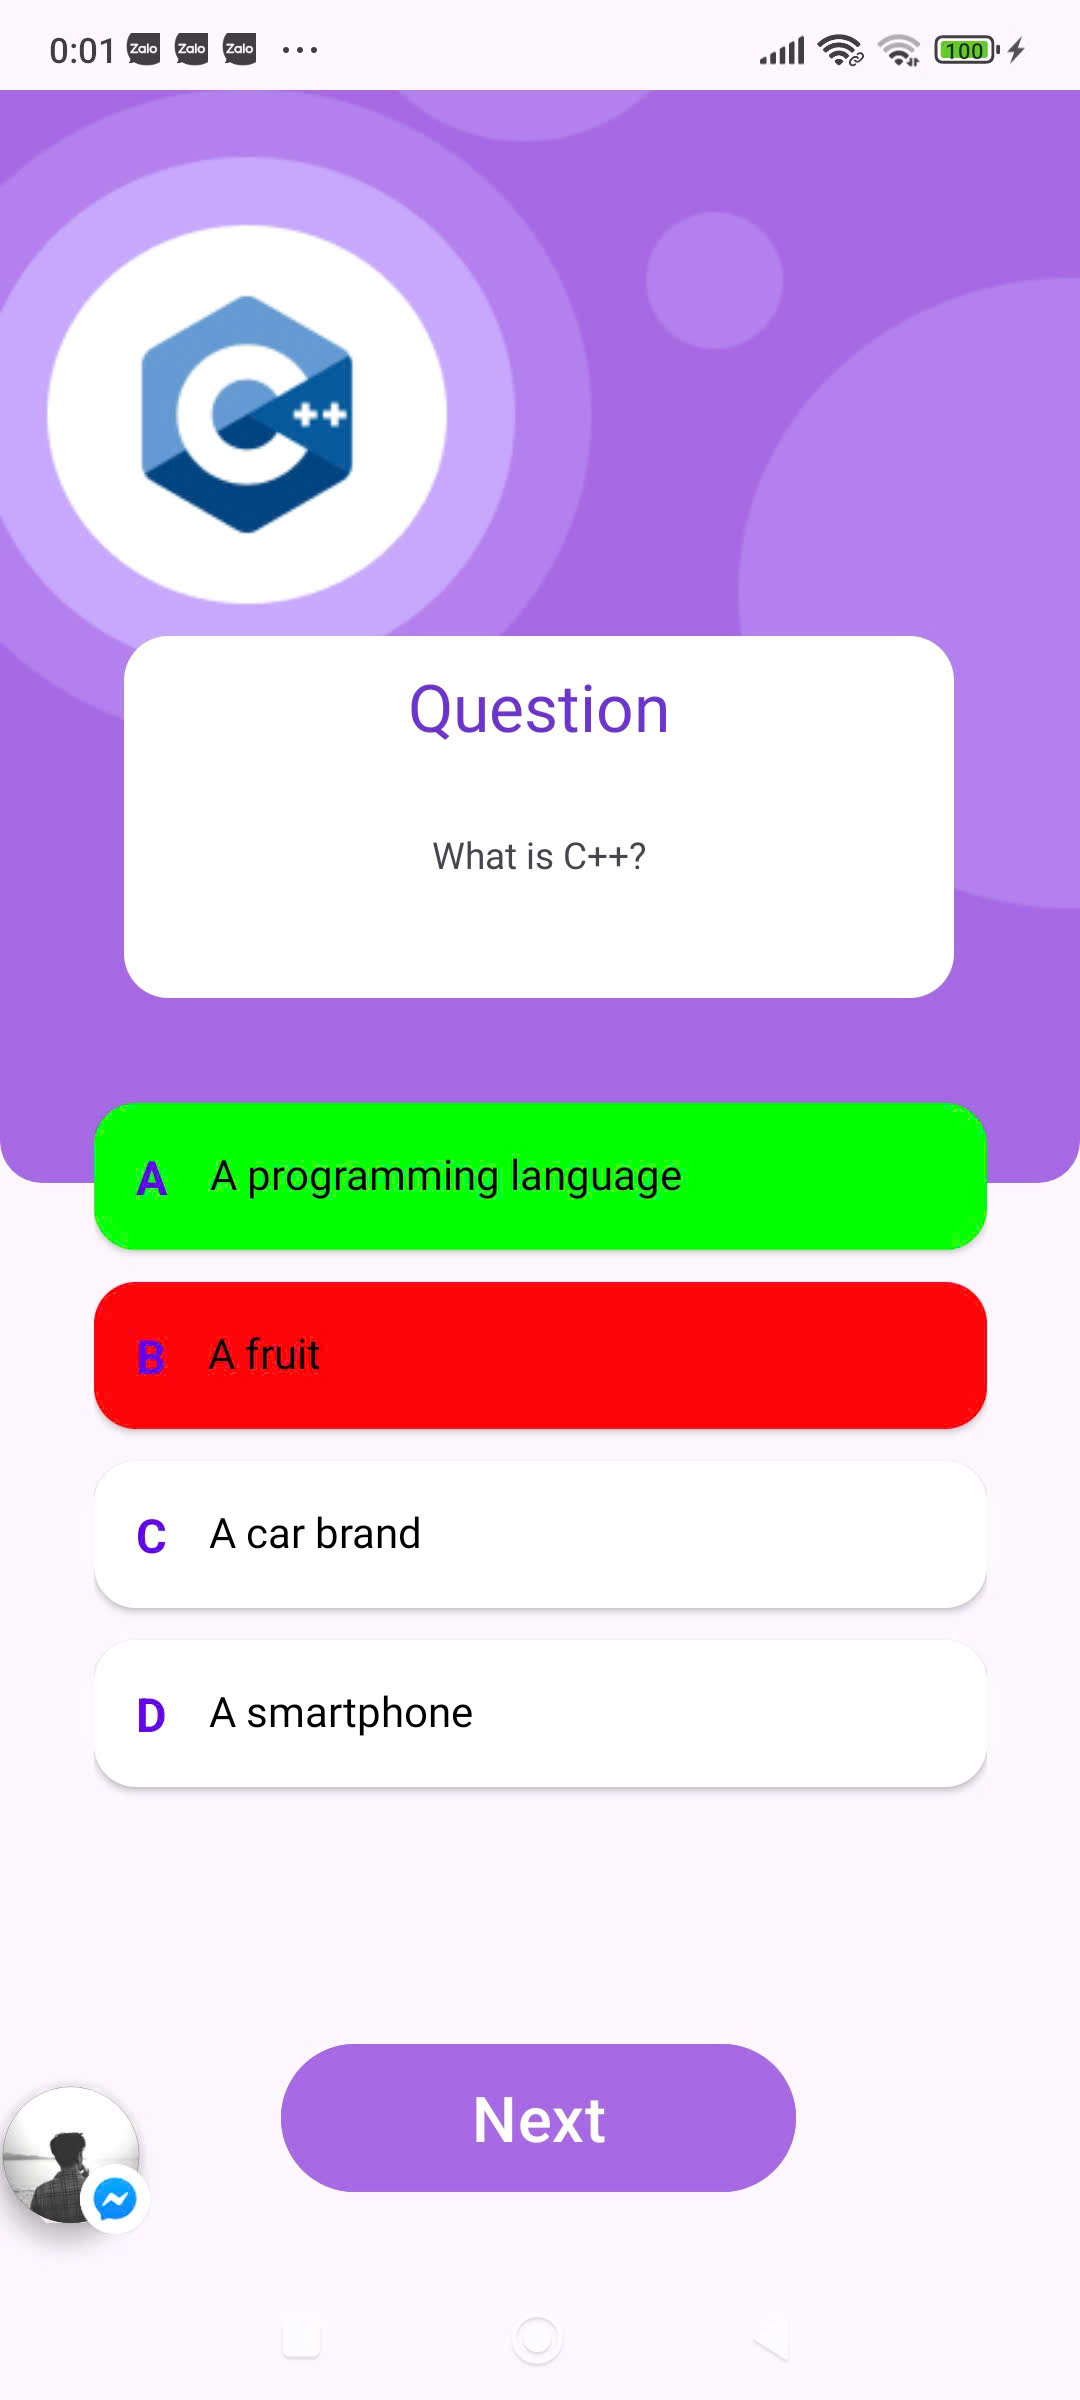 0:01 Zalo Zalo Zalo ... 100
C++
Question
What is C++?
A A programming language
B A fruit
C A car brand
D A smartphone
Next